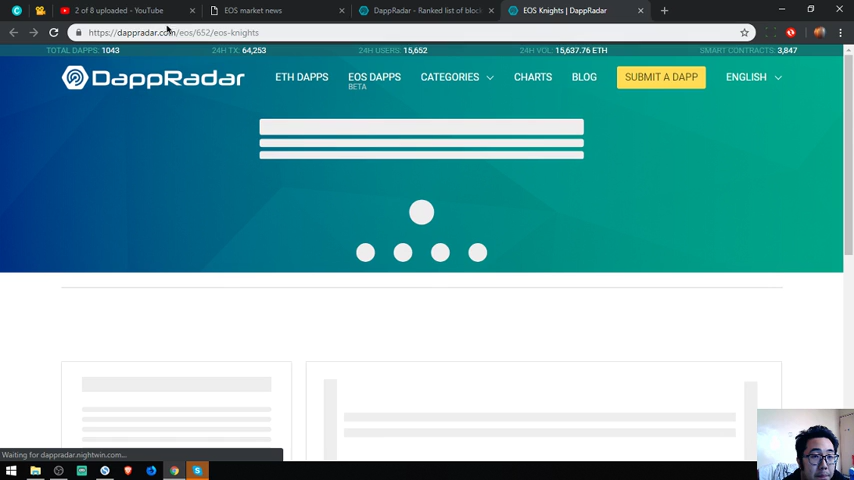 2 of 8 uploaded - YouTube
EOS market news
DappRadar - Ranked list of block
EOS Knights | DappRadar
https://dappradar.com/eos/652/eos-knights
TOTAL DAPPS: 1043
24H TX: 64,253
24H USERS: 15,652
24H VOL: 15,637.76 ETH
SMART CONTRACTS: 3,847
DappRadar
ETH DAPPS
EOS DAPPS
BETA
CATEGORIES
CHARTS
BLOG
SUBMIT A DAPP
ENGLISH
Waiting for dappradar.nightwin.com...